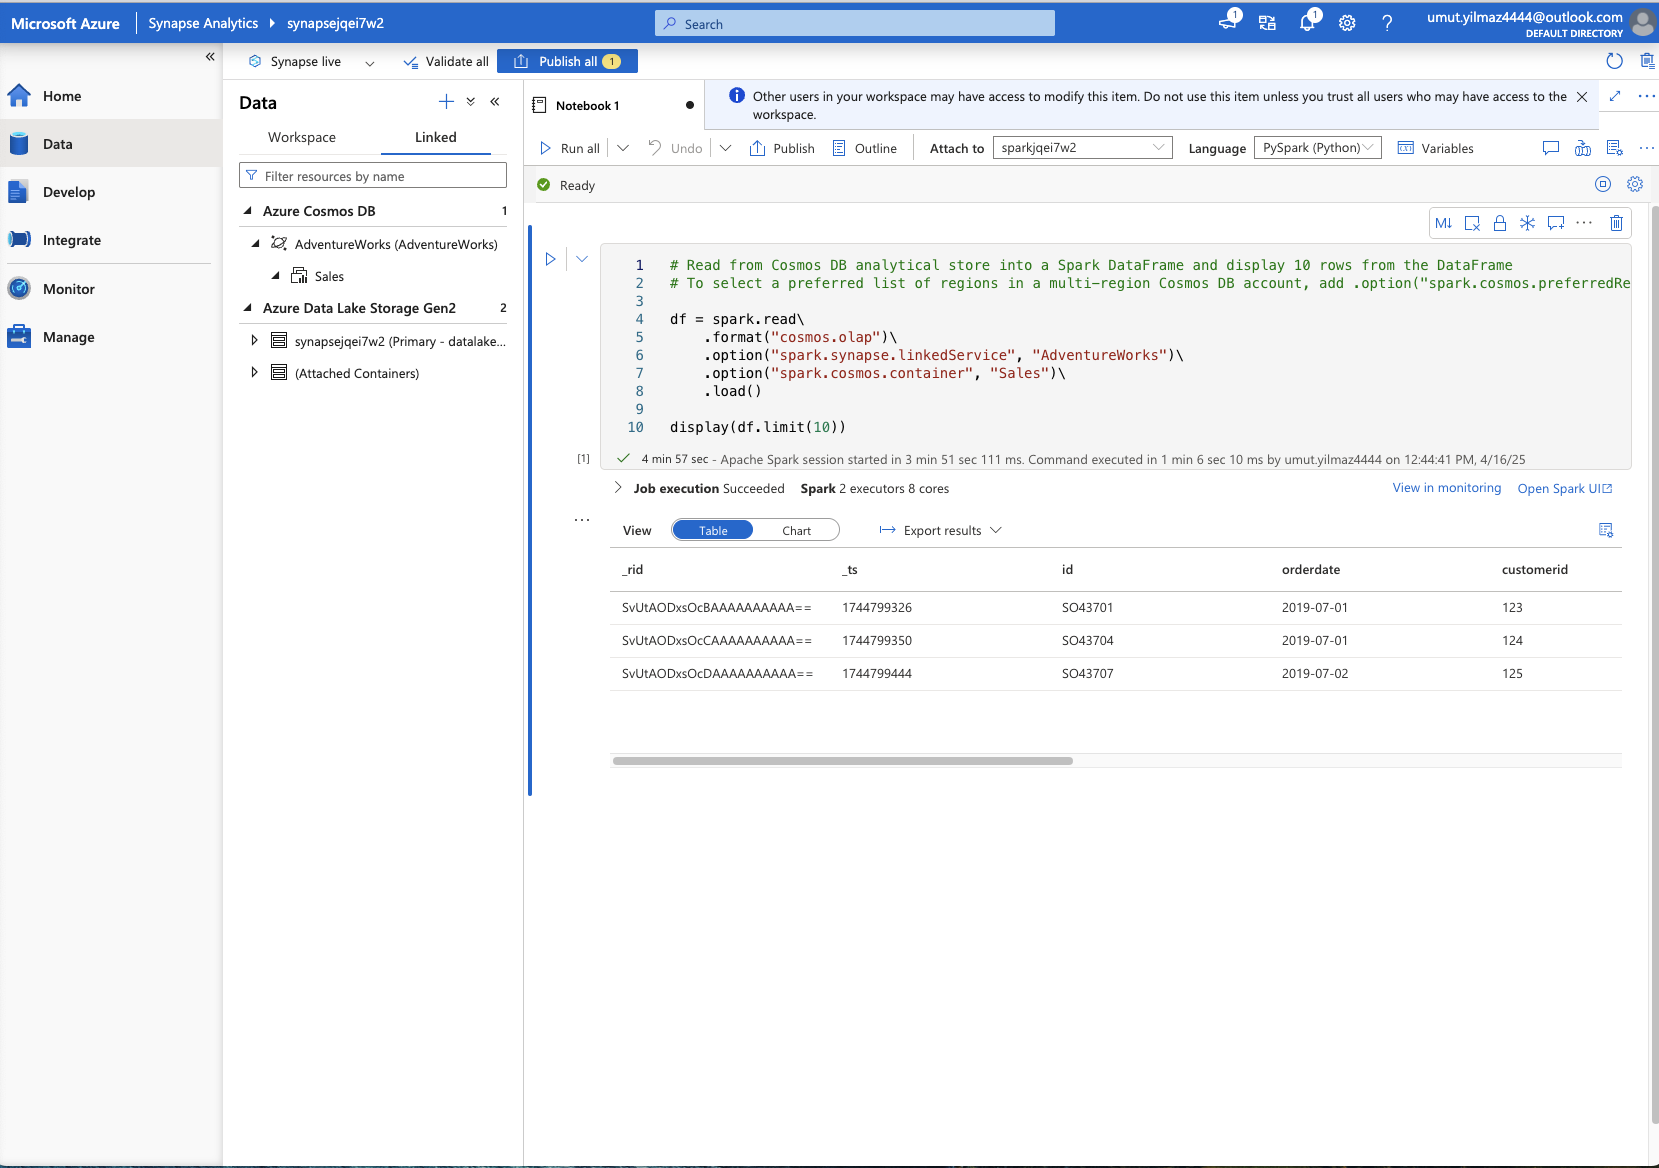 Microsoft Azure
Synapse Analytics
synapsejqei7w2
Search
1
1
?
umut.yilmaz4444@outlook.com
DEFAULT DIRECTORY
«
Synapse live
Validate all
Publish all 1
Home
Data
Develop
Integrate
Monitor
Manage
Data
+
«
Workspace
Linked
Filter resources by name
Azure Cosmos DB 1
AdventureWorks (AdventureWorks)
Sales
Azure Data Lake Storage Gen2 2
synapsejqei7w2 (Primary - datalake...
(Attached Containers)
Notebook 1
Other users in your workspace may have access to modify this item. Do not use this item unless you trust all users who may have access to the
workspace.
Run all
Undo
Publish
Outline
Attach to
sparkjqei7w2
Language
PySpark (Python)
Variables
Ready
M↓
1 # Read from Cosmos DB analytical store into a Spark DataFrame and display 10 rows from the DataFrame
2 # To select a preferred list of regions in a multi-region Cosmos DB account, add .option("spark.cosmos.preferredRe
3
4 df = spark.read\
5 .format("cosmos.olap")\
6 .option("spark.synapse.linkedService", "AdventureWorks")\
7 .option("spark.cosmos.container", "Sales")\
8 .load()
9
10 display(df.limit(10))
[1]
4 min 57 sec - Apache Spark session started in 3 min 51 sec 111 ms. Command executed in 1 min 6 sec 10 ms by umut.yilmaz4444 on 12:44:41 PM, 4/16/25
Job execution Succeeded Spark 2 executors 8 cores
View in monitoring
Open Spark UI
View
Table
Chart
Export results
_rid _ts id orderdate customerid
SvUtAODxsOcBAAAAAAAAAA== 1744799326 SO43701 2019-07-01 123
SvUtAODxsOcCAAAAAAAAAA== 1744799350 SO43704 2019-07-01 124
SvUtAODxsOcDAAAAAAAAAA== 1744799444 SO43707 2019-07-02 125